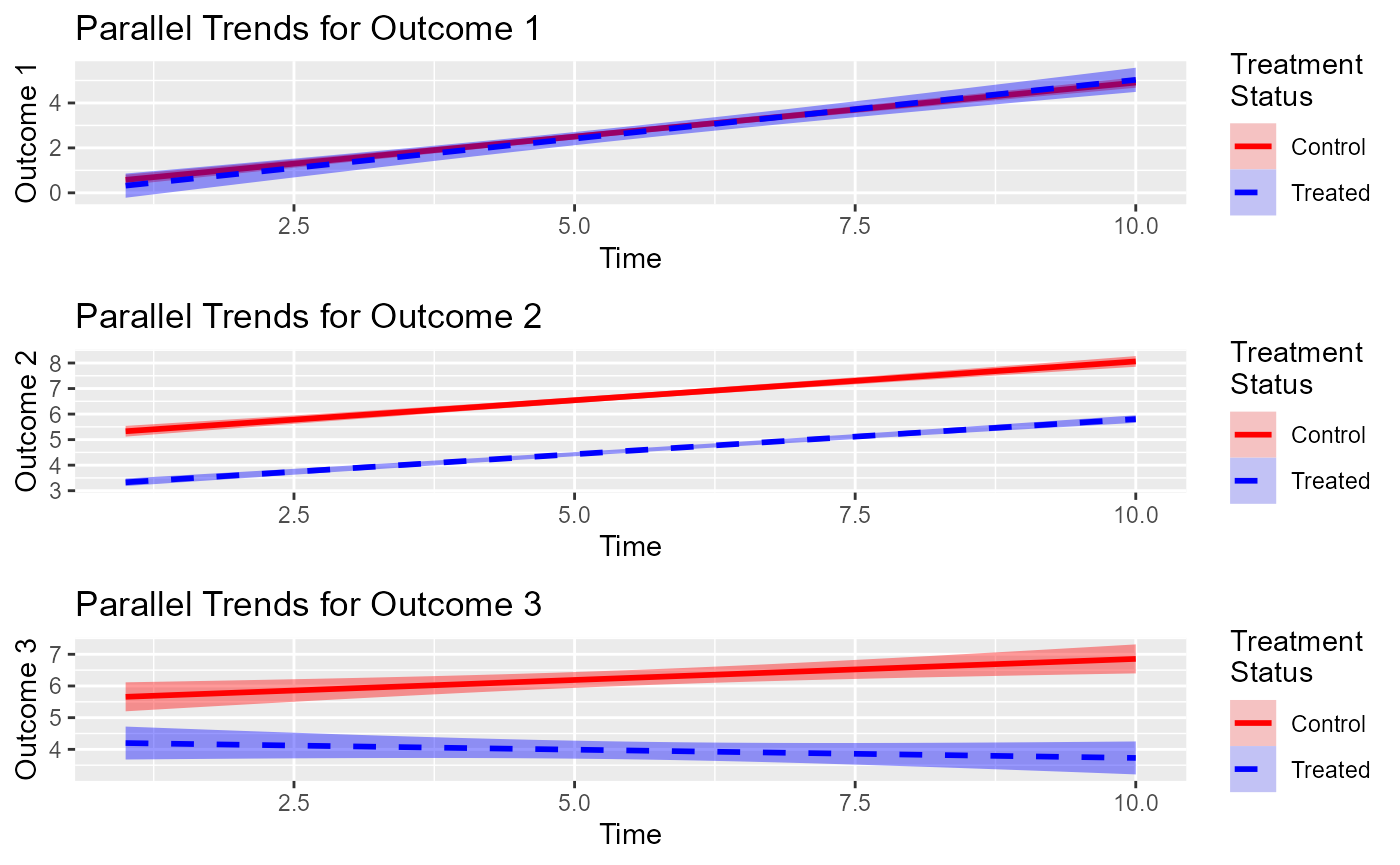 Parallel Trends for Outcome 1
Outcome 1
4
2
0
2.5 5.0 7.5 10.0
Time
Treatment
Status
Control
Treated
Parallel Trends for Outcome 2
Outcome 2
8
7
6
5
4
3
2.5 5.0 7.5 10.0
Time
Treatment
Status
Control
Treated
Parallel Trends for Outcome 3
Outcome 3
7
6
5
4
2.5 5.0 7.5 10.0
Time
Treatment
Status
Control
Treated